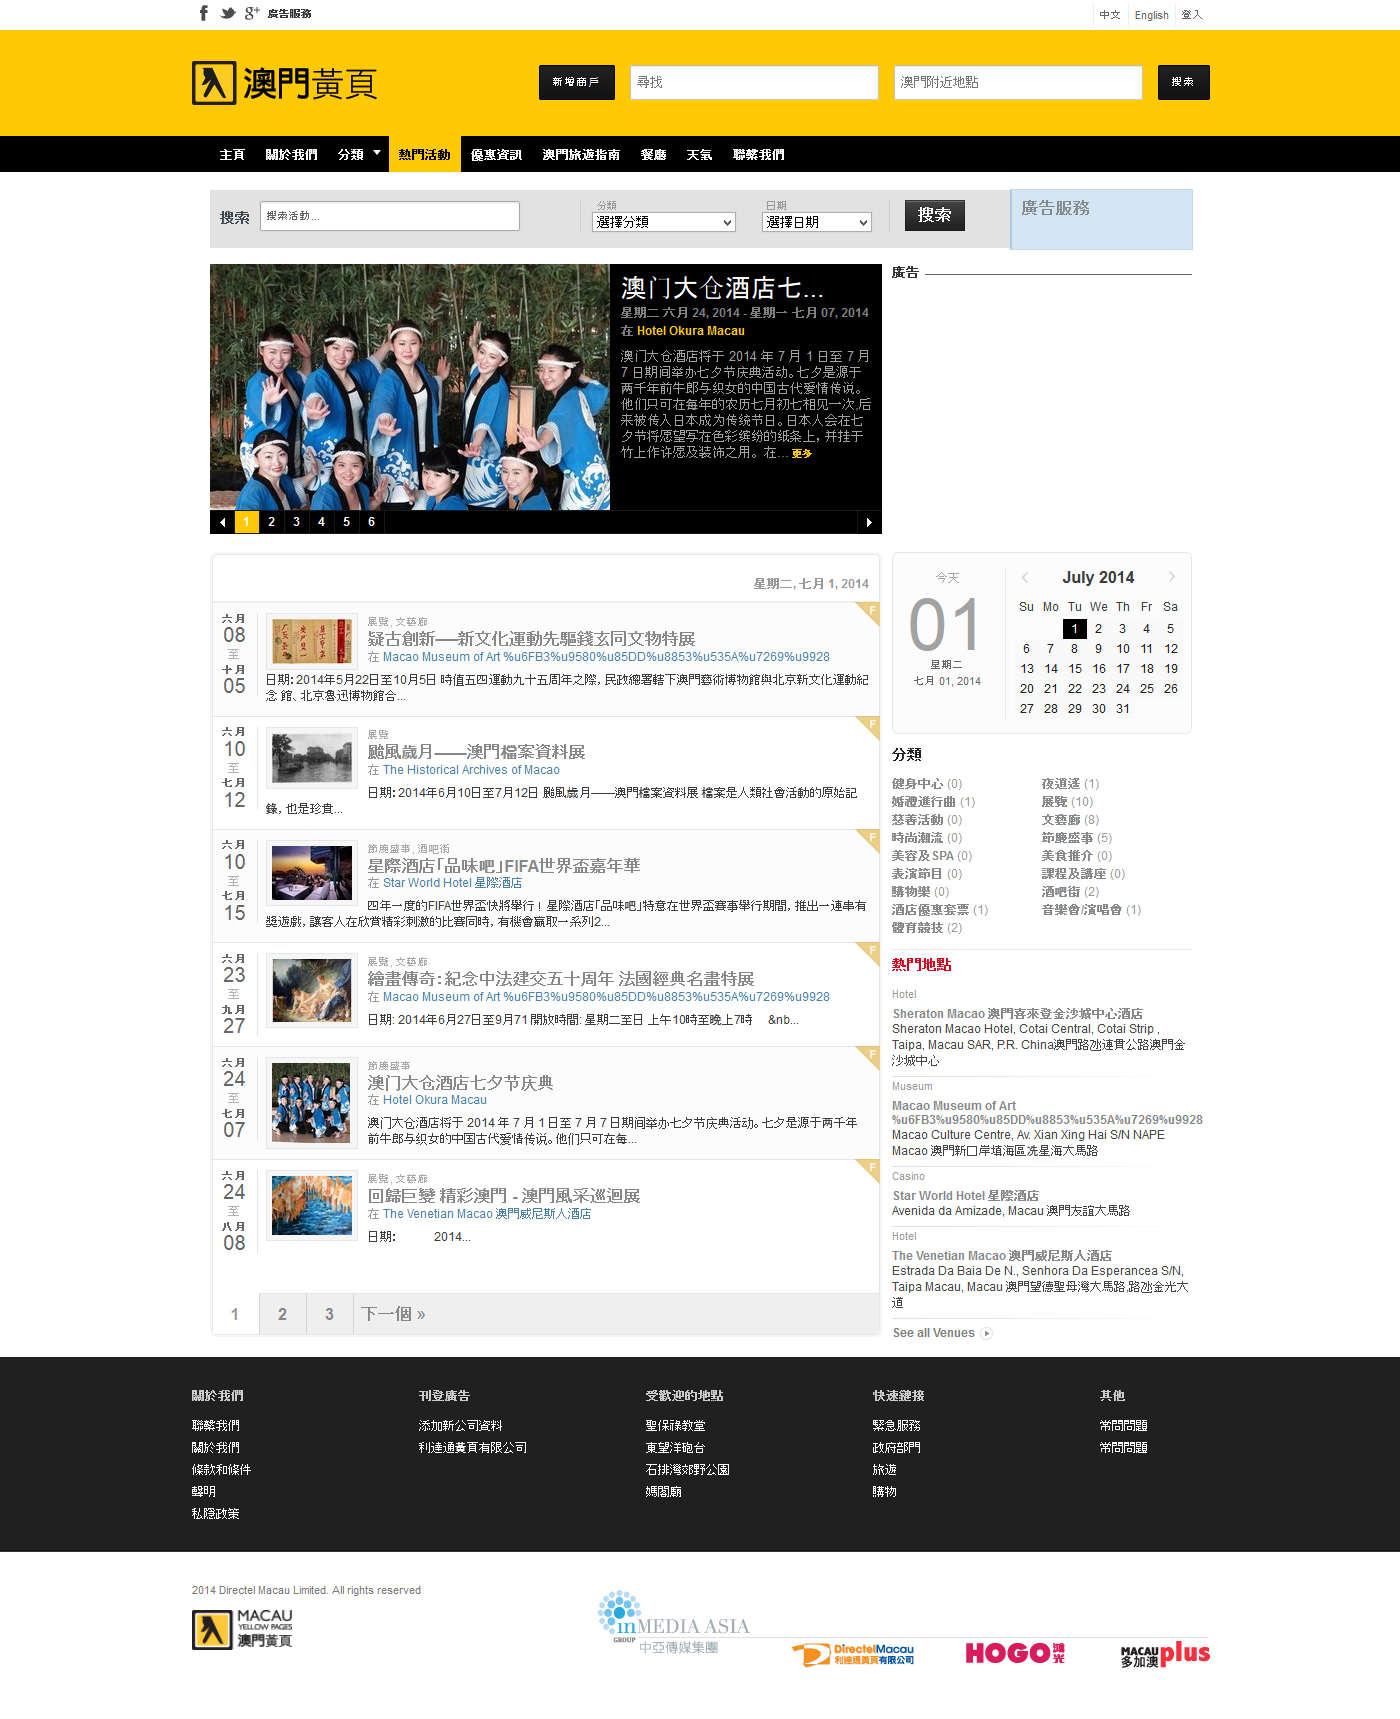 廣告服務
中文 English 登入
澳門黃頁
新增商戶 尋找 澳門附近地點 搜索
主頁 關於我們 分類 熱門活動 優惠資訊 澳門旅遊指南 餐廳 天氣 聯繫我們
搜索 搜索活動... 分類 選擇分類 日期 選擇日期 搜索 廣告服務
澳门大仓酒店七...
星期二 六月 24, 2014 - 星期一 七月 07, 2014
在 Hotel Okura Macau
澳门大仓酒店将于 2014 年 7 月 1 日至 7 月
7 日期间举办七夕节庆典活动。七夕是源于
两千年前牛郎与织女的中国古代爱情传说。
他们只可在每年的农历七月初七相见一次,后
来被传入日本成为传统节日。日本人会在七
夕节将愿望写在色彩缤纷的纸条上，并挂于
竹上作许愿及装饰之用。在... 更多
1 2 3 4 5 6
廣告
星期二, 七月 1, 2014
六月
08
至
十月
05
展覽, 文藝廊
F
疑古創新──新文化運動先驅錢玄同文物特展
在 Macao Museum of Art %u6FB3%u9580%u85DD%u8853%u535A%u7269%u9928
日期: 2014年5月22日至10月5日 時值五四運動九十五周年之際，民政總署轄下澳門藝術博物館與北京新文化運動紀
念 館、北京魯迅博物館合...
六月
10
至
七月
12
展覽
F
颱風歲月——澳門檔案資料展
在 The Historical Archives of Macao
日期: 2014年6月10日至7月12日 颱風歲月——澳門檔案資料展 檔案是人類社會活動的原始記
錄，也是珍貴...
六月
10
至
七月
15
節慶盛事, 酒吧街
F
星際酒店「品味吧」FIFA世界盃嘉年華
在 Star World Hotel 星際酒店
四年一度的FIFA世界盃快將舉行！星際酒店「品味吧」特意在世界盃賽事舉行期間，推出一連串有
獎遊戲，讓客人在欣賞精彩刺激的比賽同時，有機會贏取一系列2...
六月
23
至
九月
27
展覽, 文藝廊
F
繪畫傳奇：紀念中法建交五十周年 法國經典名畫特展
在 Macao Museum of Art %u6FB3%u9580%u85DD%u8853%u535A%u7269%u9928
日期: 2014年6月27日至9月71 開放時間: 星期二至日 上午10時至晚上7時 &nb...
六月
24
至
七月
07
節慶盛事
F
澳门大仓酒店七夕节庆典
在 Hotel Okura Macau
澳门大仓酒店将于 2014 年 7 月 1 日至 7 月 7 日期间举办七夕节庆典活动。七夕是源于两千年
前牛郎与织女的中国古代爱情传说。他们只可在每...
六月
24
至
八月
08
展覽, 文藝廊
F
回歸巨變 精彩澳門 - 澳門風采巡迴展
在 The Venetian Macao 澳門威尼斯人酒店
日期: 2014...
1 2 3 下一個 »
今天
01
星期二
七月 01, 2014
July 2014
Su Mo Tu We Th Fr Sa
1 2 3 4 5
6 7 8 9 10 11 12
13 14 15 16 17 18 19
20 21 22 23 24 25 26
27 28 29 30 31
分類
健身中心 (0) 夜逍遙 (1)
婚禮進行曲 (1) 展覽 (10)
慈善活動 (0) 文藝廊 (8)
時尚潮流 (0) 節慶盛事 (5)
美容及SPA (0) 美食推介 (0)
表演節目 (0) 課程及講座 (0)
購物樂 (0) 酒吧街 (2)
酒店優惠套票 (1) 音樂會/演唱會 (1)
體育競技 (2)
熱門地點
Hotel
Sheraton Macao 澳門喜來登金沙城中心酒店
Sheraton Macao Hotel, Cotai Central, Cotai Strip ,
Taipa, Macau SAR, P.R. China澳門路氹連貫公路澳門金
沙城中心
Museum
Macao Museum of Art
%u6FB3%u9580%u85DD%u8853%u535A%u7269%u9928
Macao Culture Centre, Av. Xian Xing Hai S/N NAPE
Macao 澳門新口岸填海區冼星海大馬路
Casino
Star World Hotel 星際酒店
Avenida da Amizade, Macau 澳門友誼大馬路
Hotel
The Venetian Macao 澳門威尼斯人酒店
Estrada Da Baia De N., Senhora Da Esperancea S/N,
Taipa Macau, Macau 澳門望德聖母灣大馬路,路氹金光大
道
See all Venues
關於我們
聯繫我們
關於我們
條款和條件
聲明
私隱政策
刊登廣告
添加新公司資料
利達通黃頁有限公司
受歡迎的地點
聖保祿教堂
東望洋砲台
石排灣郊野公園
媽閣廟
快速鏈接
緊急服務
政府部門
旅遊
購物
其他
常問問題
常問問題
2014 Directel Macau Limited. All rights reserved
MACAU
YELLOW PAGES
澳門黃頁
inMEDIA ASIA
GROUP 中亞傳媒集團
DirectelMacau
利達通黃頁有限公司
HOGO 鴻光
MACAU
多加澳 plus